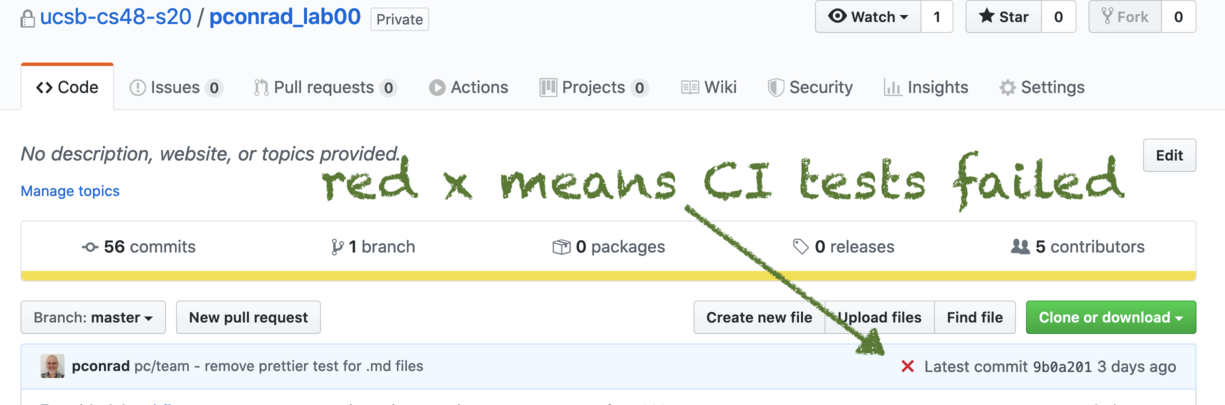 ucsb-cs48-s20 / pconrad_lab00 Private
Watch 1 Star 0 Fork 0
Code Issues 0 Pull requests 0 Actions Projects 0 Wiki Security Insights Settings
No description, website, or topics provided.
Edit
Manage topics
red x means CI tests failed
56 commits 1 branch 0 packages 0 releases 5 contributors
Branch: master New pull request Create new file Upload files Find file Clone or download
pconrad pc/team - remove prettier test for .md files Latest commit 9b0a201 3 days ago